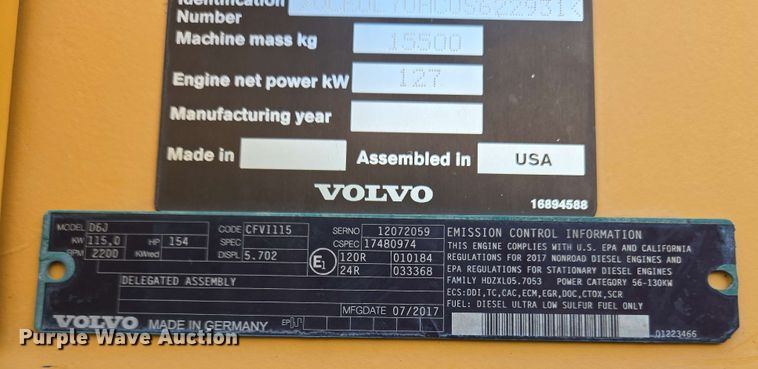 Identification
Number
Machine mass kg 15500
Engine net power kW 127
Manufacturing year
Made in Assembled in USA
VOLVO 16894588
MODEL D6J CODE CFVI115 SERNO 12072059 EMISSION CONTROL INFORMATION
KW 115,0 HP 154 SPEC CSPEC 17480974 THIS ENGINE COMPLIES WITH U.S. EPA AND CALIFORNIA
RPM 2200 KWred DISPL 5.702 E1 120R 010184 REGULATIONS FOR 2017 NONROAD DIESEL ENGINES AND
24R 033368 EPA REGULATIONS FOR STATIONARY DIESEL ENGINES
DELEGATED ASSEMBLY FAMILY HDZXL05.7053 POWER CATEGORY 56-130KW
ECS:DDI,TC,CAC,ECM,EGR,DOC,CTOX,SCR
MFGDATE 07/2017 FUEL: DIESEL ULTRA LOW SULFUR FUEL ONLY
VOLVO MADE IN GERMANY EP 01223466
Purple Wave Auction